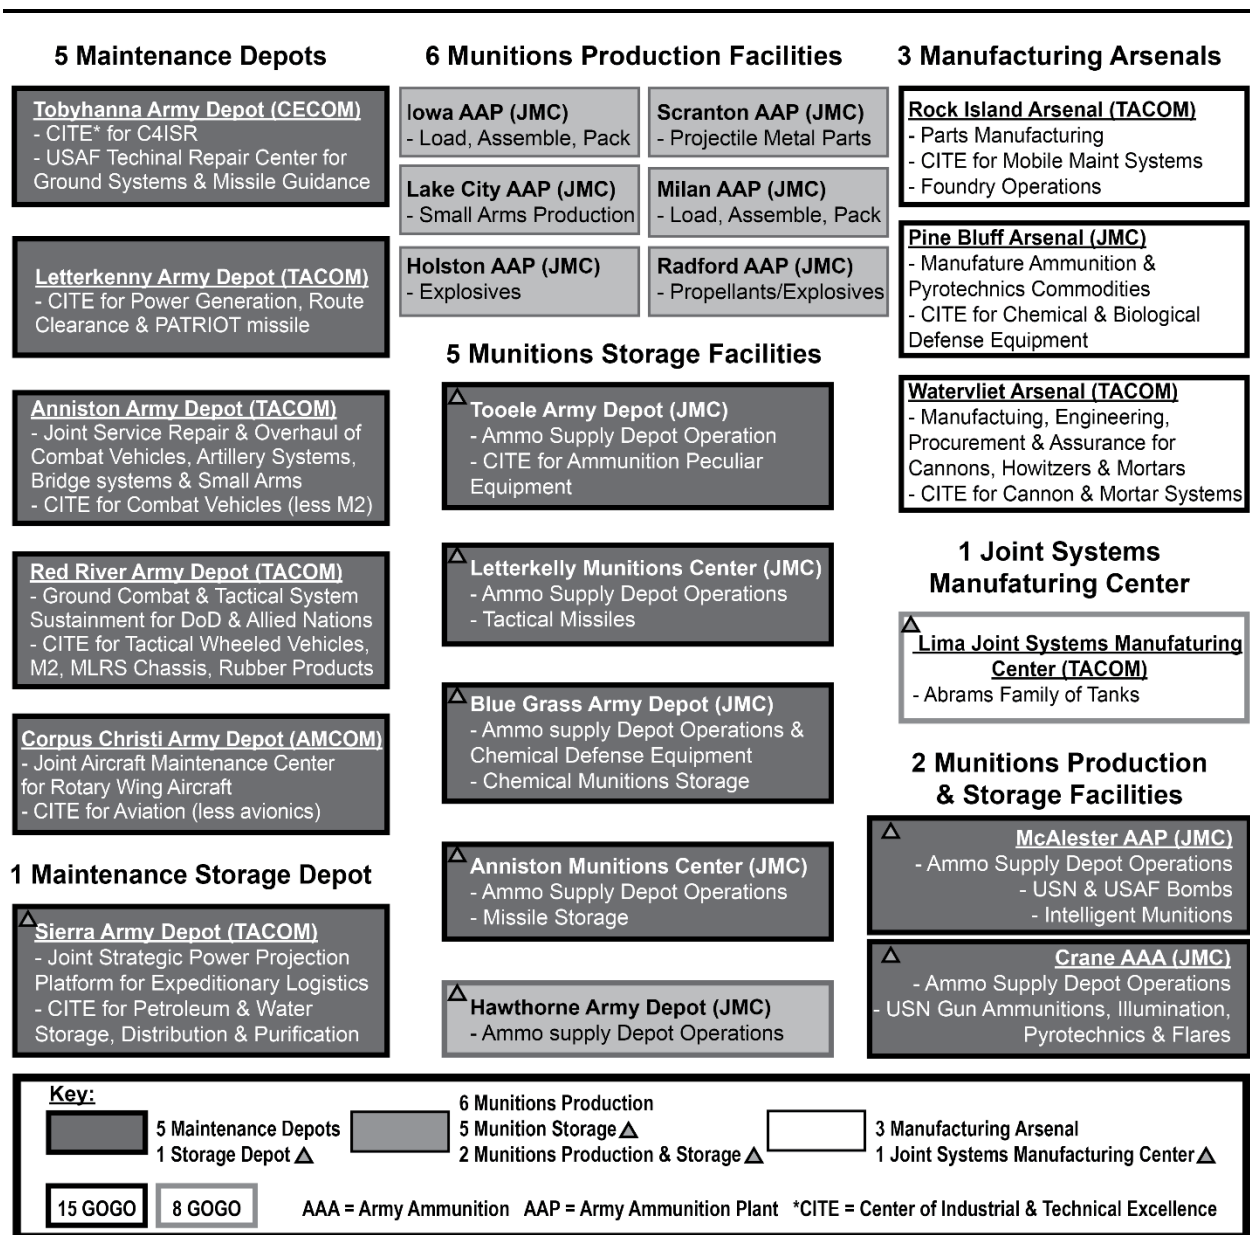 5 Maintenance Depots
Tobyhanna Army Depot (CECOM)
- CITE* for C4ISR
- USAF Techinal Repair Center for
Ground Systems & Missile Guidance
Letterkenny Army Depot (TACOM)
- CITE for Power Generation, Route
Clearance & PATRIOT missile
Anniston Army Depot (TACOM)
- Joint Service Repair & Overhaul of
Combat Vehicles, Artillery Systems,
Bridge systems & Small Arms
- CITE for Combat Vehicles (less M2)
Red River Army Depot (TACOM)
- Ground Combat & Tactical System
Sustainment for DoD & Allied Nations
- CITE for Tactical Wheeled Vehicles,
M2, MLRS Chassis, Rubber Products
Corpus Christi Army Depot (AMCOM)
- Joint Aircraft Maintenance Center
for Rotary Wing Aircraft
- CITE for Aviation (less avionics)
1 Maintenance Storage Depot
Sierra Army Depot (TACOM)
- Joint Strategic Power Projection
Platform for Expeditionary Logistics
- CITE for Petroleum & Water
Storage, Distribution & Purification
6 Munitions Production Facilities
Iowa AAP (JMC)
- Load, Assemble, Pack
Scranton AAP (JMC)
- Projectile Metal Parts
Lake City AAP (JMC)
- Small Arms Production
Milan AAP (JMC)
- Load, Assemble, Pack
Holston AAP (JMC)
- Explosives
Radford AAP (JMC)
- Propellants/Explosives
5 Munitions Storage Facilities
Tooele Army Depot (JMC)
- Ammo Supply Depot Operation
- CITE for Ammunition Peculiar
Equipment
Letterkelly Munitions Center (JMC)
- Ammo Supply Depot Operations
- Tactical Missiles
Blue Grass Army Depot (JMC)
- Ammo supply Depot Operations &
Chemical Defense Equipment
- Chemical Munitions Storage
Anniston Munitions Center (JMC)
- Ammo Supply Depot Operations
- Missile Storage
Hawthorne Army Depot (JMC)
- Ammo supply Depot Operations
3 Manufacturing Arsenals
Rock Island Arsenal (TACOM)
- Parts Manufacturing
- CITE for Mobile Maint Systems
- Foundry Operations
Pine Bluff Arsenal (JMC)
- Manufature Ammunition &
Pyrotechnics Commodities
- CITE for Chemical & Biological
Defense Equipment
Watervliet Arsenal (TACOM)
- Manufactuing, Engineering,
Procurement & Assurance for
Cannons, Howitzers & Mortars
- CITE for Cannon & Mortar Systems
1 Joint Systems
Manufaturing Center
Lima Joint Systems Manufaturing
Center (TACOM)
- Abrams Family of Tanks
2 Munitions Production
& Storage Facilities
McAlester AAP (JMC)
- Ammo Supply Depot Operations
- USN & USAF Bombs
- Intelligent Munitions
Crane AAA (JMC)
- Ammo Supply Depot Operations
- USN Gun Ammunitions, Illumination,
Pyrotechnics & Flares
Key:
5 Maintenance Depots
1 Storage Depot
6 Munitions Production
5 Munition Storage
2 Munitions Production & Storage
3 Manufacturing Arsenal
1 Joint Systems Manufacturing Center
15 GOGO
8 GOGO
AAA = Army Ammunition AAP = Army Ammunition Plant *CITE = Center of Industrial & Technical Excellence